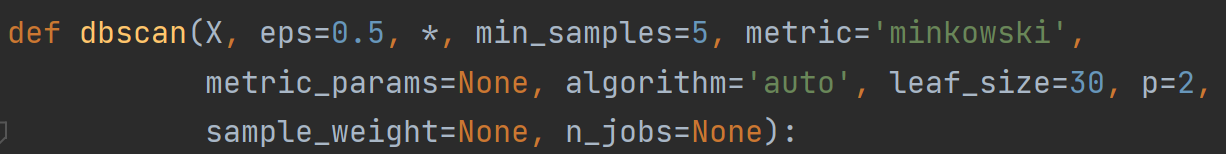 def dbscan(X, eps=0.5, *, min_samples=5, metric='minkowski',
           metric_params=None, algorithm='auto', leaf_size=30, p=2,
           sample_weight=None, n_jobs=None):